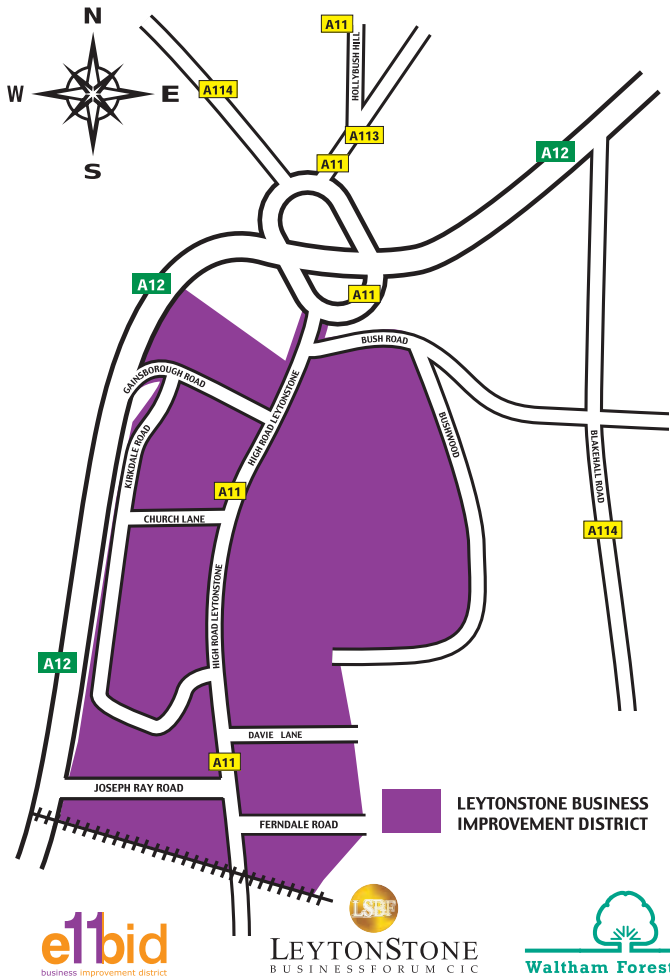 N
W
E
S
A11
HOLLYBUSH HILL
A114
A113
A11
A12
A12
A11
BUSH ROAD
GAINSBOROUGH ROAD
HIGH ROAD LEYTONSTONE
BUSHWOOD
KIRKDALE ROAD
BLAKEHALL ROAD
A11
CHURCH LANE
A114
HIGH ROAD LEYTONSTONE
A12
DAVIE LANE
A11
JOSEPH RAY ROAD
FERNDALE ROAD
LEYTONSTONE BUSINESS
IMPROVEMENT DISTRICT
e11bid
business improvement district
LSBF
LEYTONSTONE
BUSINESSFORUM CIC
Waltham Forest